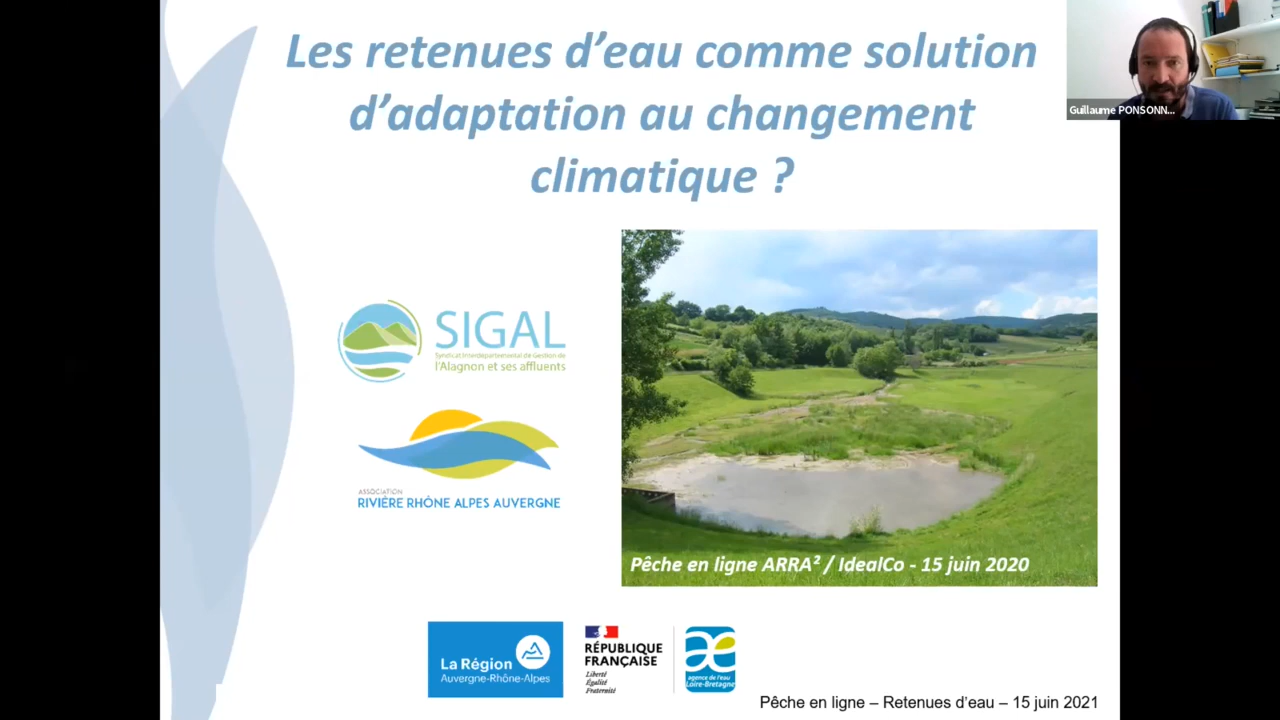 Les retenues d'eau comme solution
d'adaptation au changement
climatique ?
Guillaume PONSONN...
SIGAL
Syndicat Interdépartemental de Gestion de
l'Alagnon et ses affluents
ASSOCIATION
RIVIÈRE RHÔNE ALPES AUVERGNE
Pêche en ligne ARRA² / IdealCo - 15 juin 2020
La Région
Auvergne-Rhône-Alpes
RÉPUBLIQUE
FRANÇAISE
Liberté
Égalité
Fraternité
agence de l'eau
Loire-Bretagne
Pêche en ligne – Retenues d'eau – 15 juin 2021